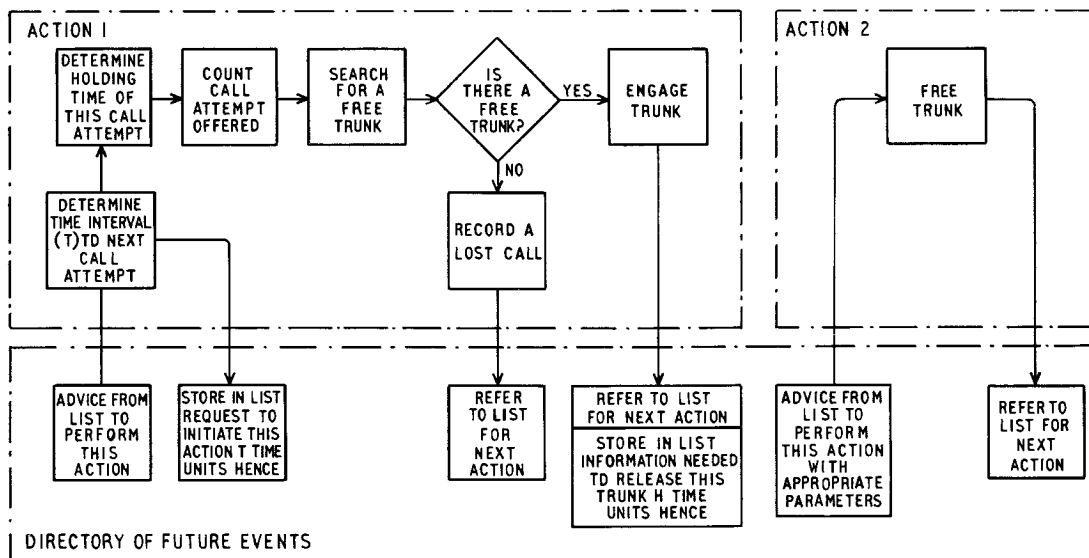 ACTION 1
DETERMINE
HOLDING
TIME OF
THIS CALL
ATTEMPT
COUNT
CALL
ATTEMPT
OFFERED
SEARCH
FOR A
FREE
TRUNK
IS
THERE A
FREE
TRUNK?
YES
NO
ENGAGE
TRUNK
DETERMINE
TIME INTERVAL
(T)TD NEXT
CALL
ATTEMPT
RECORD A
LOST CALL
ACTION 2
FREE
TRUNK
ADVICE FROM
LIST TO
PERFORM
THIS
ACTION
STORE IN LIST
REQUEST TO
INITIATE THIS
ACTION T TIME
UNITS HENCE
REFER
TO LIST
FOR
NEXT
ACTION
REFER TO LIST
FOR NEXT ACTION
STORE IN LIST
INFORMATION NEEDED
TD RELEASE THIS
TRUNK H TIME
UNITS HENCE
ADVICE FROM
LIST TO
PERFORM
THIS ACTION
WITH
APPROPRIATE
PARAMETERS
REFER TO
LIST FOR
NEXT
ACTION
DIRECTORY OF FUTURE EVENTS